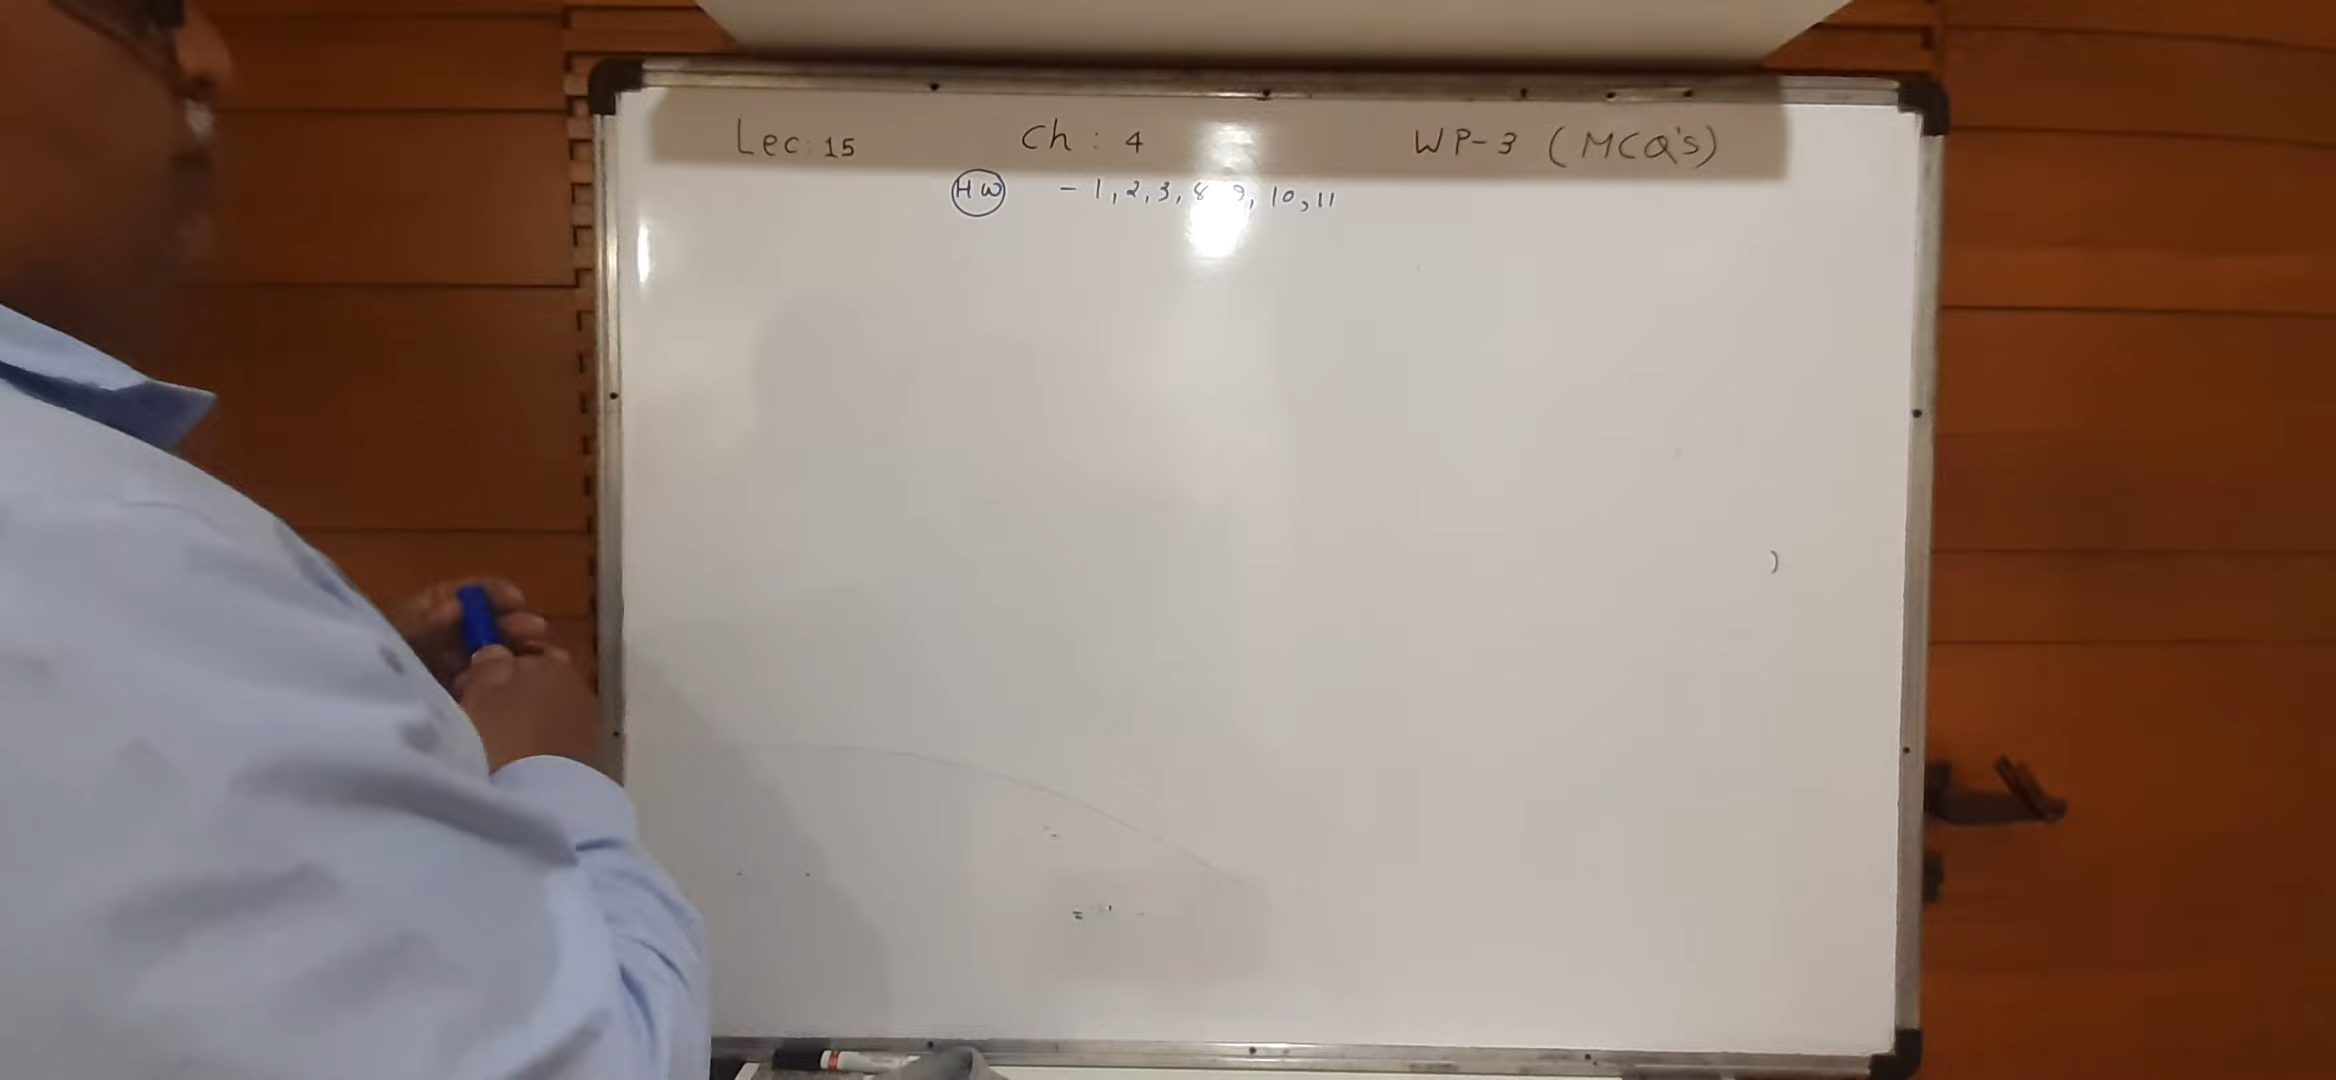 Lec: 15 Ch : 4 WP-3 (MCQ's)
HW - 1, 2, 3, 8 9, 10, 11
)
=